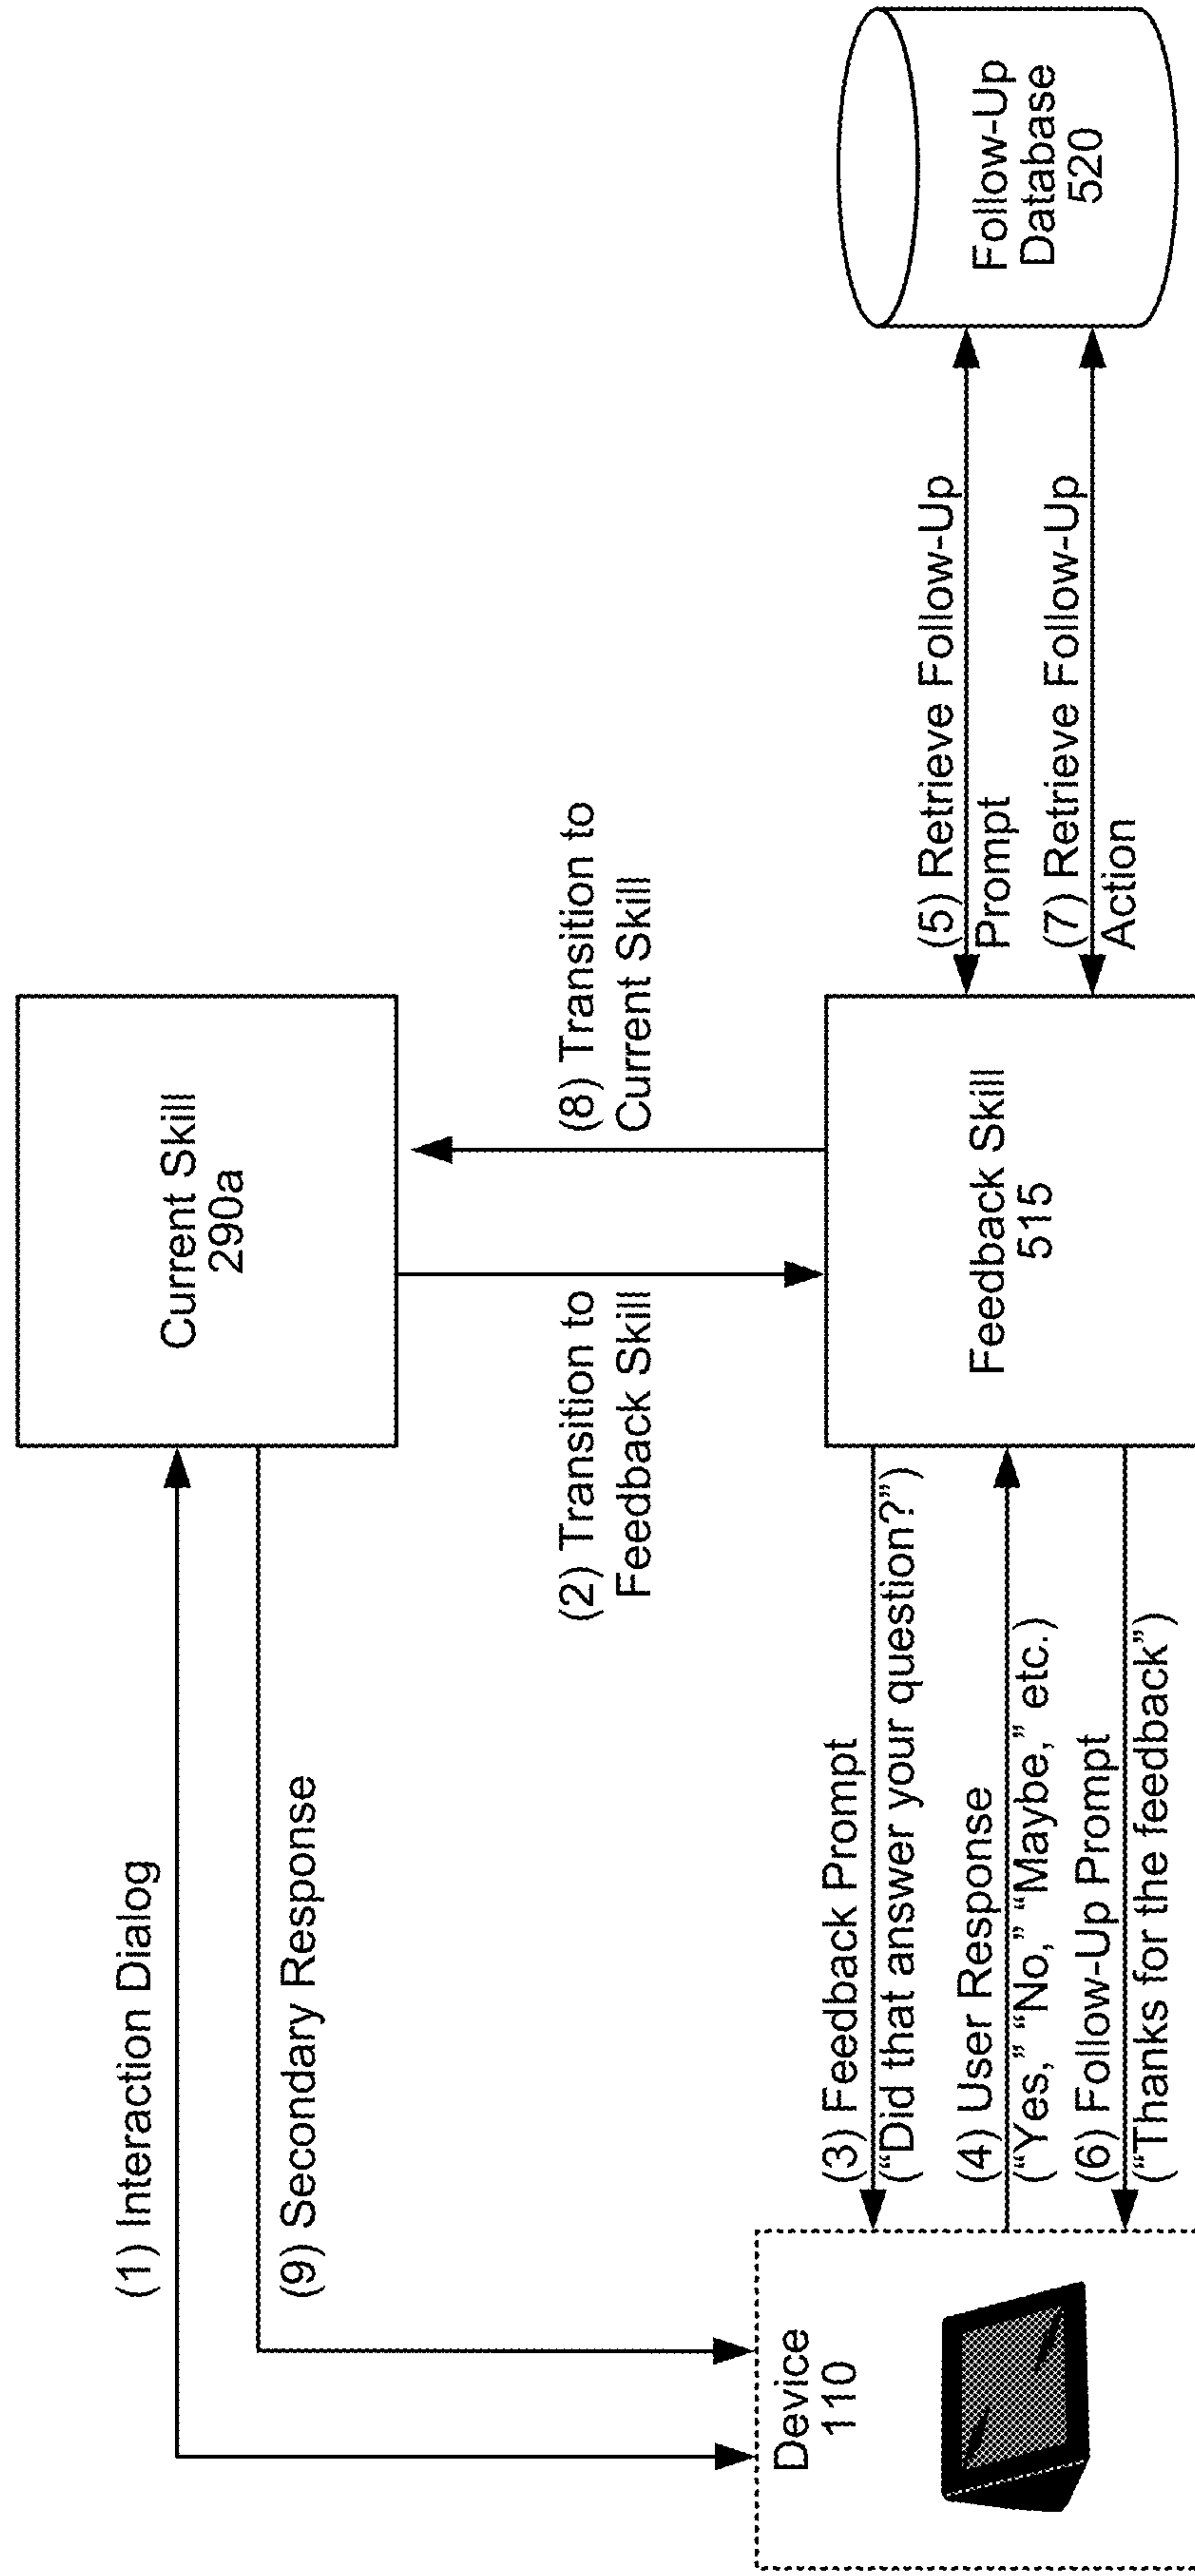 (1) Interaction Dialog
Current Skill
290a
(9) Secondary Response
(2) Transition to
Feedback Skill
(8) Transition to
Current Skill
Device
110
(3) Feedback Prompt
(“Did that answer your question?”)
(4) User Response
(“Yes,” “No,” “Maybe,” etc.)
(6) Follow-Up Prompt
(“Thanks for the feedback”)
Feedback Skill
515
(5) Retrieve Follow-Up
Prompt
(7) Retrieve Follow-Up
Action
Follow-Up
Database
520